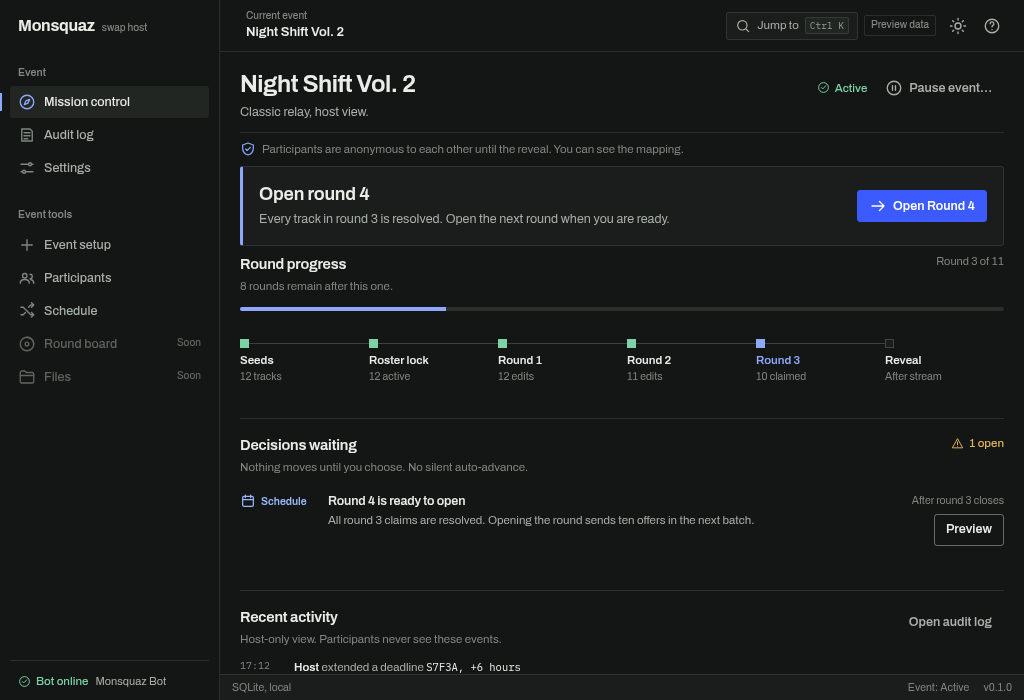 Monsquaz swap host
Event
Mission control
Audit log
Settings
Event tools
Event setup
Participants
Schedule
Round board Soon
Files Soon
Bot online Monsquaz Bot
Current event
Night Shift Vol. 2
Jump to Ctrl K
Preview data
Night Shift Vol. 2
Classic relay, host view.
Active
Pause event...
Participants are anonymous to each other until the reveal. You can see the mapping.
Open round 4
Every track in round 3 is resolved. Open the next round when you are ready.
Open Round 4
Round progress
Round 3 of 11
8 rounds remain after this one.
Seeds
12 tracks
Roster lock
12 active
Round 1
12 edits
Round 2
11 edits
Round 3
10 claimed
Reveal
After stream
Decisions waiting
1 open
Nothing moves until you choose. No silent auto-advance.
Schedule
Round 4 is ready to open
All round 3 claims are resolved. Opening the round sends ten offers in the next batch.
After round 3 closes
Preview
Recent activity
Host-only view. Participants never see these events.
Open audit log
17:12 Host extended a deadline S7F3A, +6 hours
SQLite, local
Event: Active v0.1.0